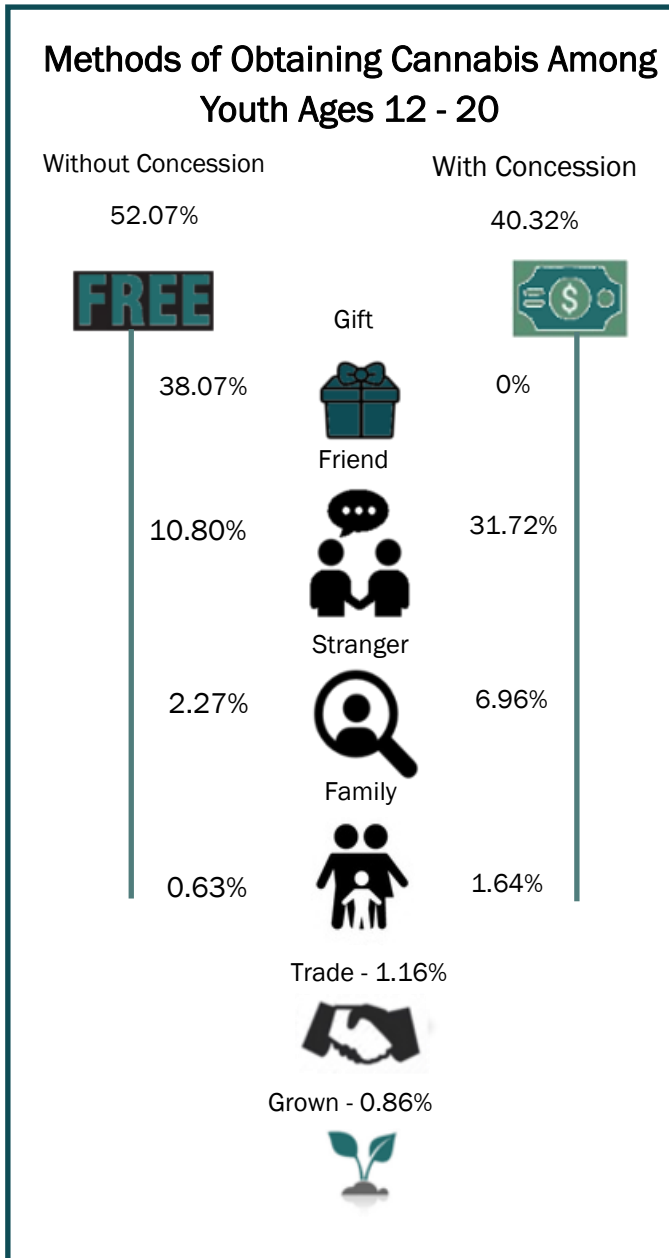 Methods of Obtaining Cannabis Among
Youth Ages 12 - 20
Without Concession
With Concession
52.07%
40.32%
FREE
$
Gift
38.07%
0%
Friend
10.80%
31.72%
Stranger
2.27%
6.96%
Family
0.63%
1.64%
Trade - 1.16%
Grown - 0.86%